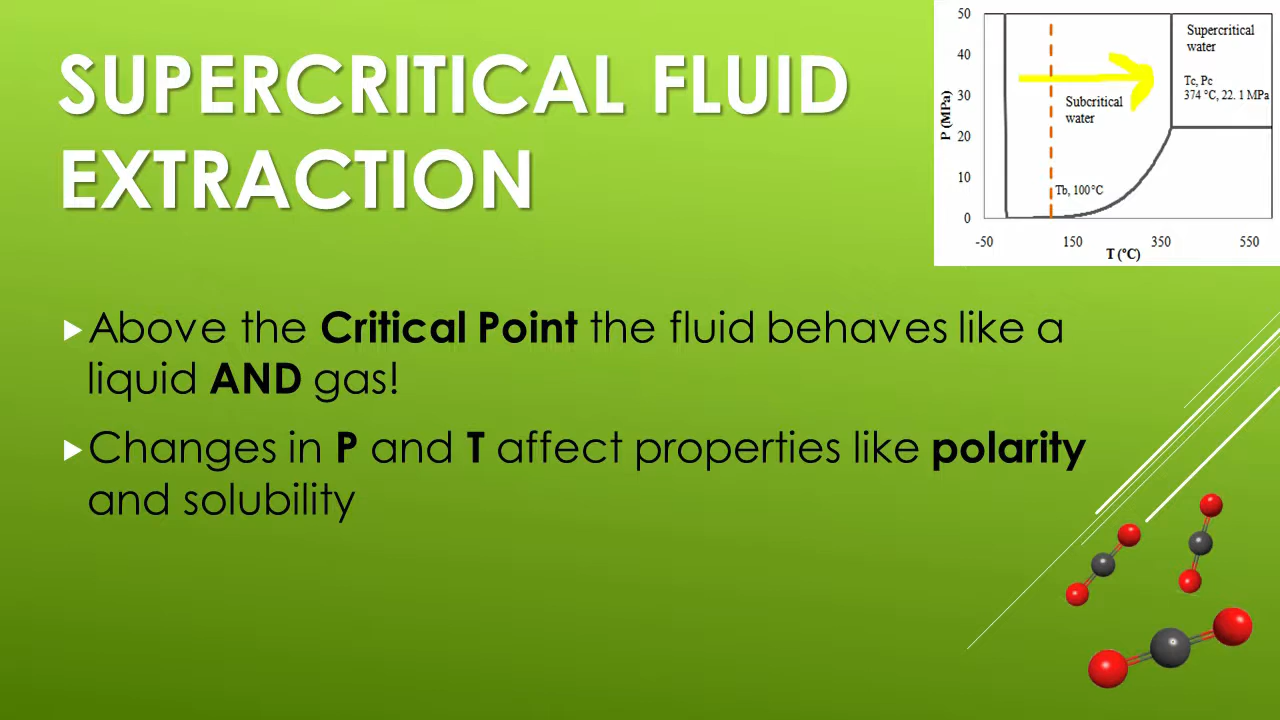 SUPERCRITICAL FLUID
EXTRACTION
Above the Critical Point the fluid behaves like a
liquid AND gas!
Changes in P and T affect properties like polarity
and solubility
50
40
30
20
10
0
P (MPa)
Supercritical
water
Tc, Pc
374 °C, 22. 1 MPa
Subcritical
water
Tb, 100°C
-50 150 350 550
T (°C)